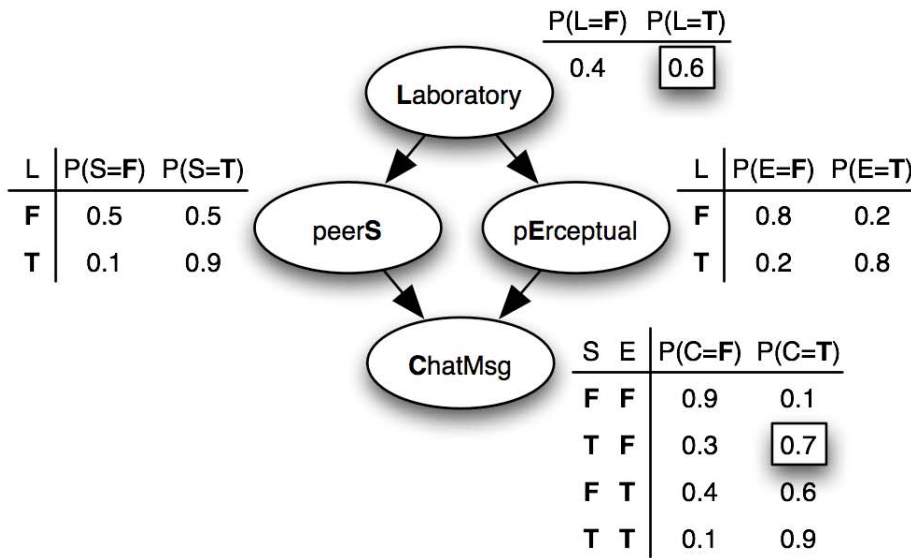 P(L=F) P(L=T)
0.4 0.6
Laboratory
L P(S=F) P(S=T)
F 0.5 0.5
T 0.1 0.9
peerS
pErceptual
L P(E=F) P(E=T)
F 0.8 0.2
T 0.2 0.8
ChatMsg
S E P(C=F) P(C=T)
F F 0.9 0.1
T F 0.3 0.7
F T 0.4 0.6
T T 0.1 0.9